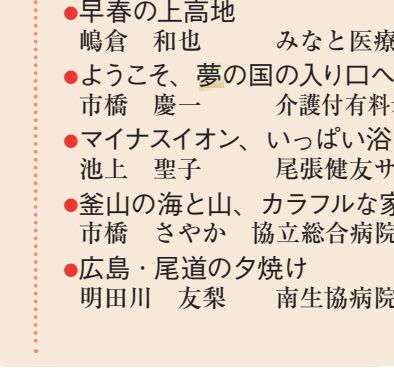 ●早春の上高地
嶋倉　和也　　　みなと医療
●ようこそ、夢の国の入り口へ
市橋　慶一　　　介護付有料
●マイナスイオン、いっぱい浴
池上　聖子　　　尾張健友サ
●釜山の海と山、カラフルな家
市橋　さやか　協立総合病院
●広島・尾道の夕焼け
明田川　友梨　　南生協病院